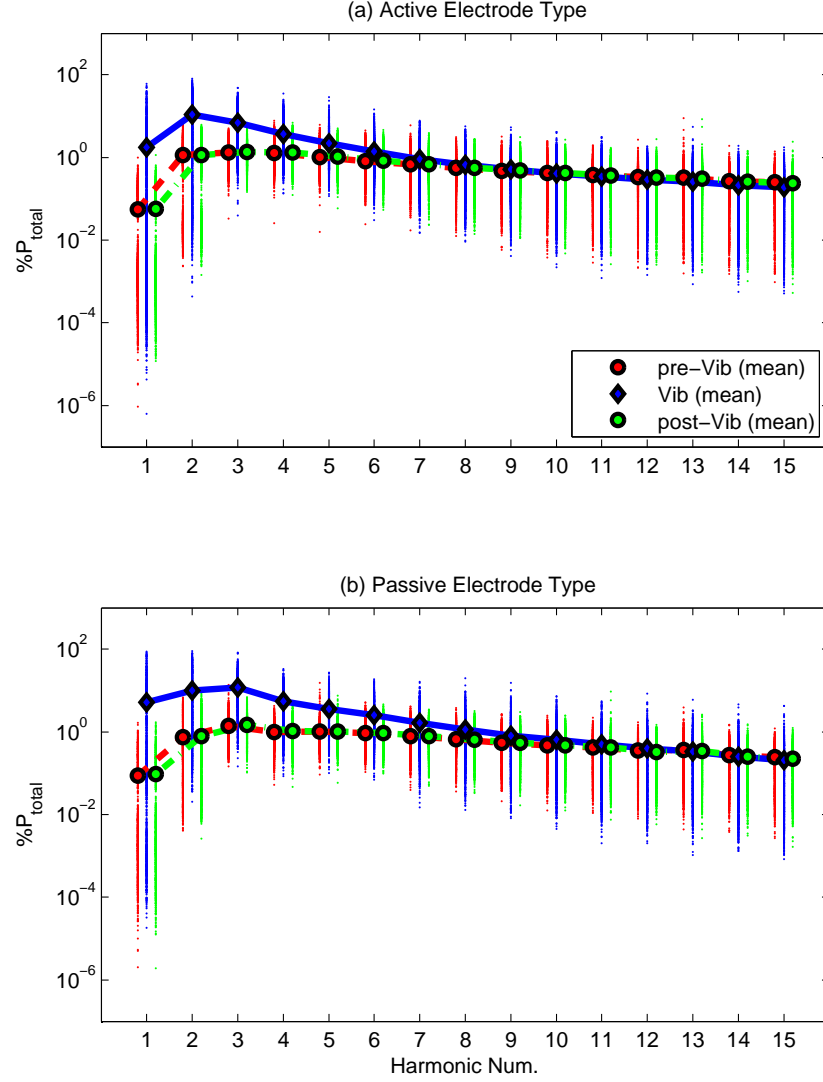 (a) Active Electrode Type
10^2
10^0
10^−2
10^−4
10^−6
%P_total
pre−Vib (mean)
Vib (mean)
post−Vib (mean)
1 2 3 4 5 6 7 8 9 10 11 12 13 14 15
(b) Passive Electrode Type
10^2
10^0
10^−2
10^−4
10^−6
%P_total
1 2 3 4 5 6 7 8 9 10 11 12 13 14 15
Harmonic Num.